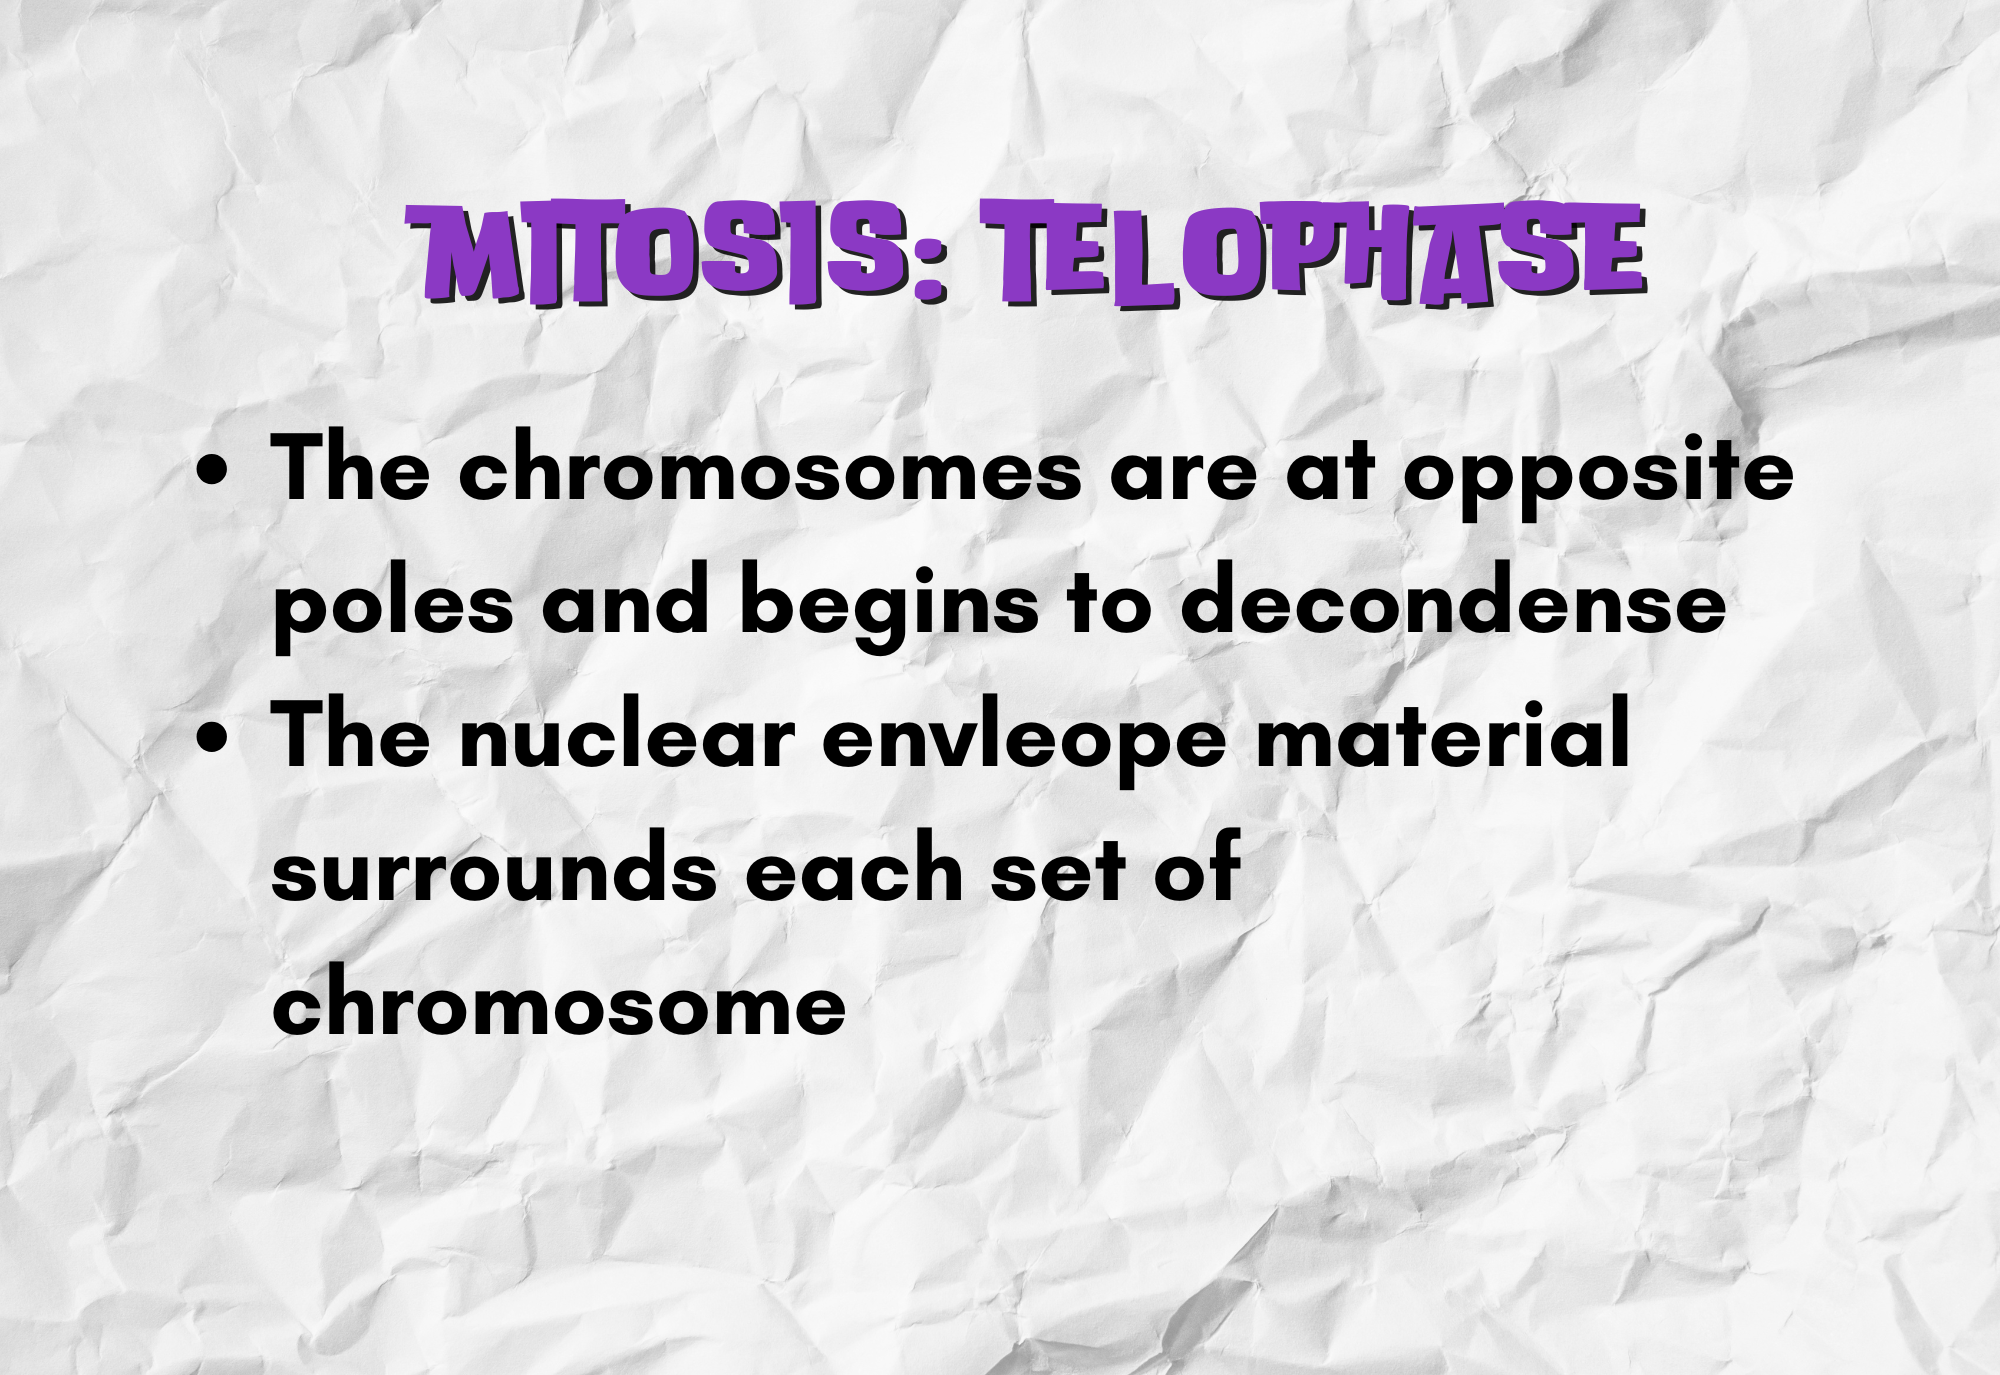 MITOSIS: TELOPHASE
• The chromosomes are at opposite
poles and begins to decondense
• The nuclear envleope material
surrounds each set of
chromosome